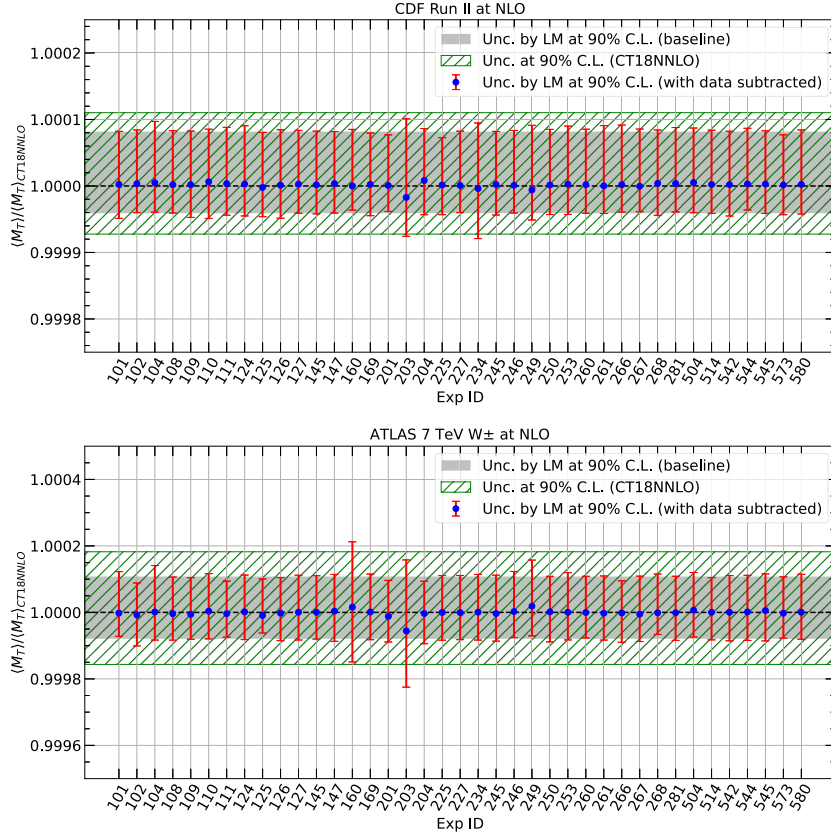 CDF Run II at NLO
Unc. by LM at 90% C.L. (baseline)
Unc. at 90% C.L. (CT18NNLO)
Unc. by LM at 90% C.L. (with data subtracted)
1.0002
1.0001
1.0000
0.9999
0.9998
⟨M_T⟩/⟨M_T⟩_CT18NNLO
101 102 104 108 109 110 111 124 125 126 127 145 147 160 169 201 203 204 225 227 234 245 246 249 250 253 260 261 266 267 268 281 504 514 542 544 545 573 580
Exp ID
ATLAS 7 TeV W± at NLO
Unc. by LM at 90% C.L. (baseline)
Unc. at 90% C.L. (CT18NNLO)
Unc. by LM at 90% C.L. (with data subtracted)
1.0004
1.0002
1.0000
0.9998
0.9996
⟨M_T⟩/⟨M_T⟩_CT18NNLO
101 102 104 108 109 110 111 124 125 126 127 145 147 160 169 201 203 204 225 227 234 245 246 249 250 253 260 261 266 267 268 281 504 514 542 544 545 573 580
Exp ID